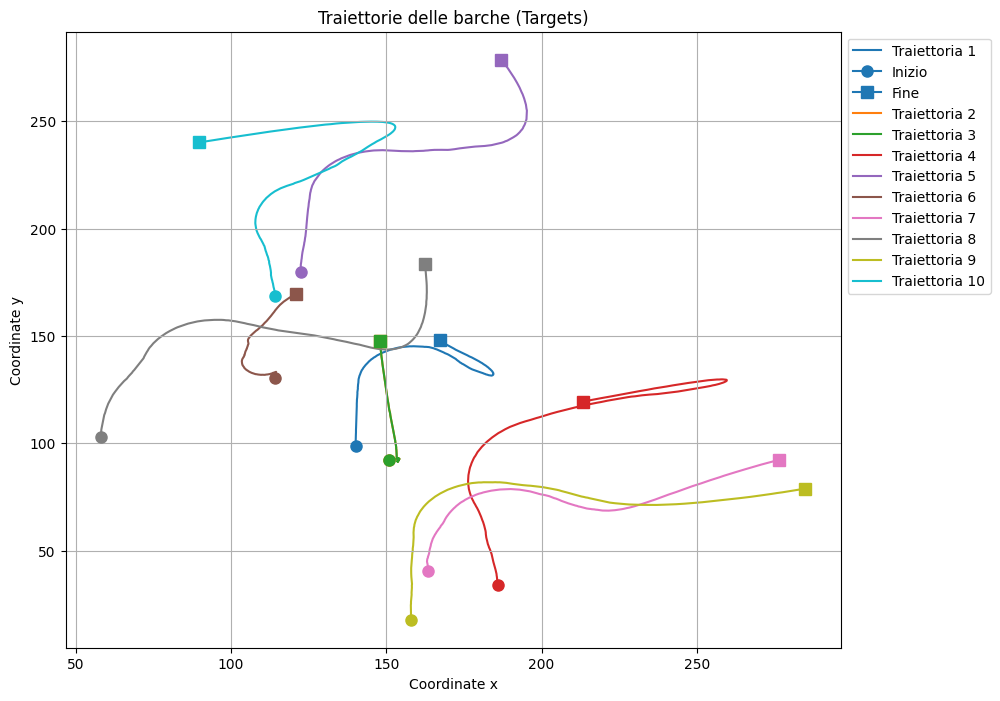 Traiettorie delle barche (Targets)
Traiettoria 1
Inizio
Fine
Traiettoria 2
Traiettoria 3
Traiettoria 4
Traiettoria 5
Traiettoria 6
Traiettoria 7
Traiettoria 8
Traiettoria 9
Traiettoria 10
Coordinate y
250
200
150
100
50
50
100
150
200
250
Coordinate x